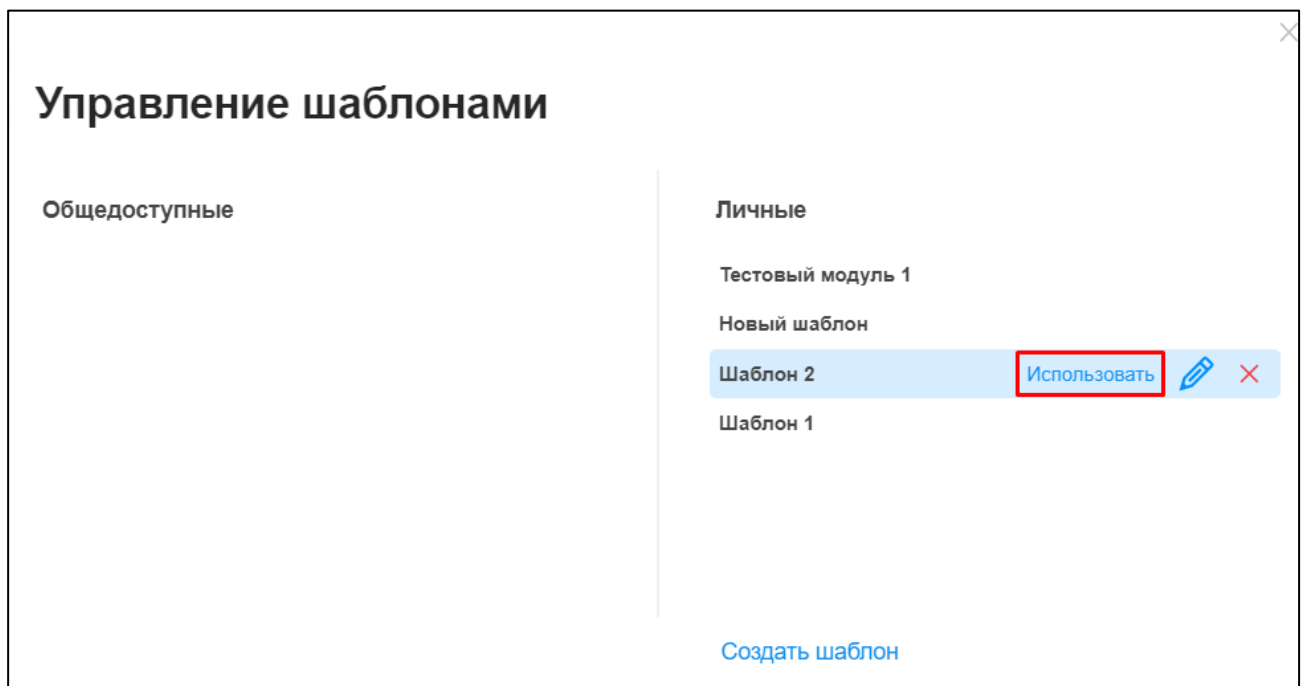 Управление шаблонами
Общедоступные
Личные
Тестовый модуль 1
Новый шаблон
Шаблон 2
Использовать
Шаблон 1
Создать шаблон